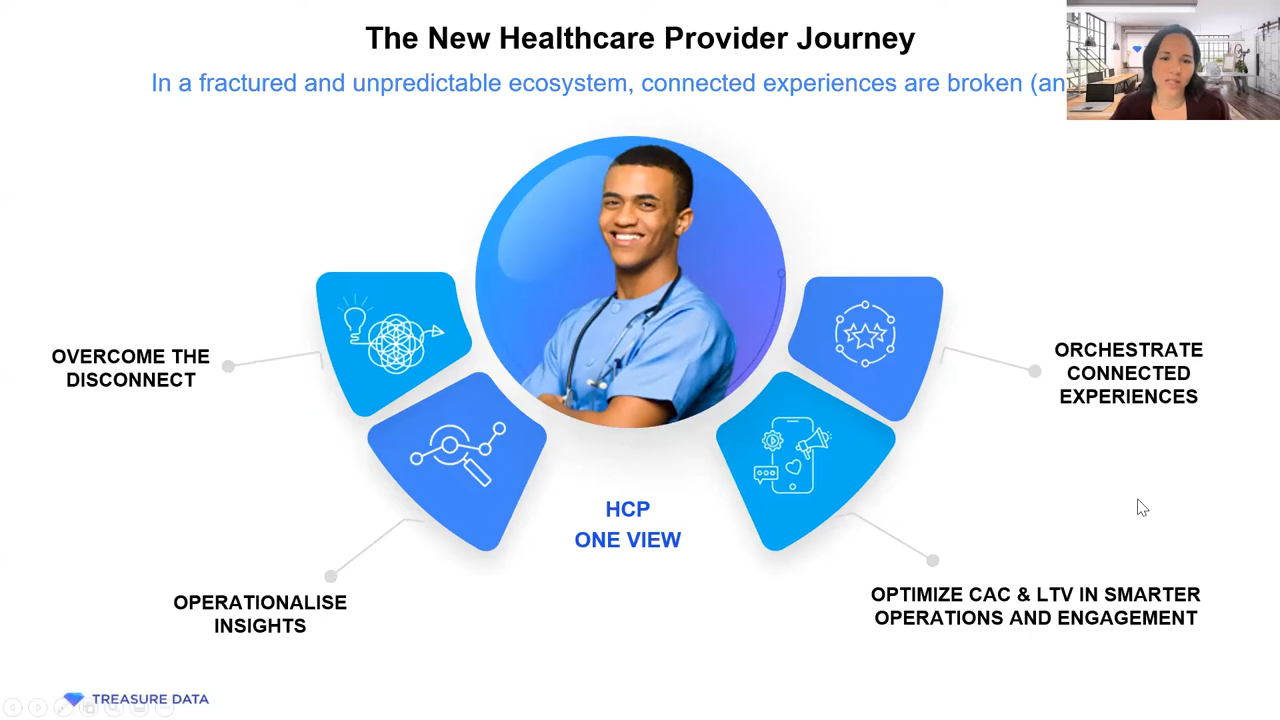 The New Healthcare Provider Journey
In a fractured and unpredictable ecosystem, connected experiences are broken
OVERCOME THE
DISCONNECT
ORCHESTRATE
CONNECTED
EXPERIENCES
HCP
ONE VIEW
OPERATIONALISE
INSIGHTS
OPTIMIZE CAC & LTV IN SMARTER
OPERATIONS AND ENGAGEMENT
TREASURE DATA